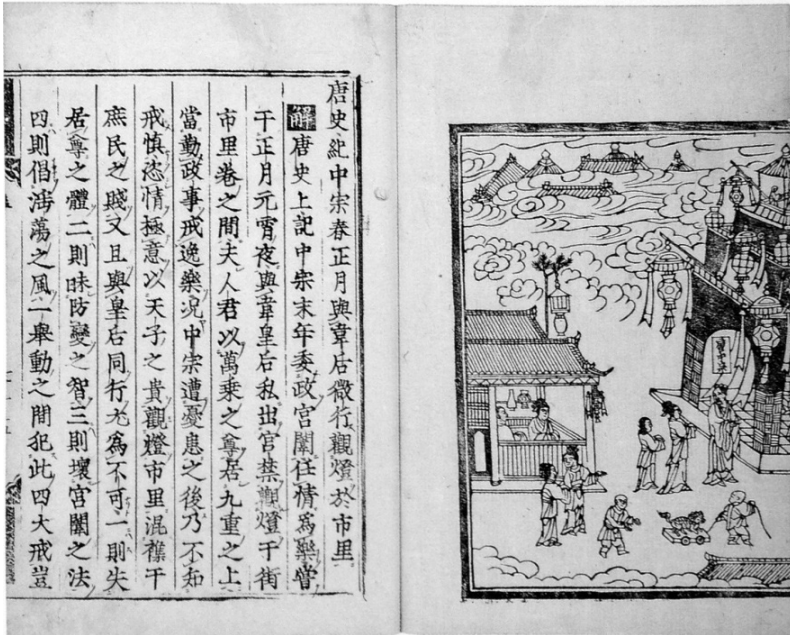 唐史紀中宗春正月與韋后微行觀燈於市里
解唐史上記中宗末年委政宫闈任情為樂嘗
于正月元宵夜與韋皇后私出宫禁觀燈于街
市里巷之間夫人君以萬乘之尊居九重之上
當勤政事戒逸樂况中宗遭憂患之後乃不知
戒慎恣情極意以天子之貴觀燈市里混襍于
庶民之賤又且與皇后同行尤為不可一則失
居尊之體二則昧防變之智三則壞宫闈之法
四則倡淫蕩之風一舉動之間犯此四大戒豈